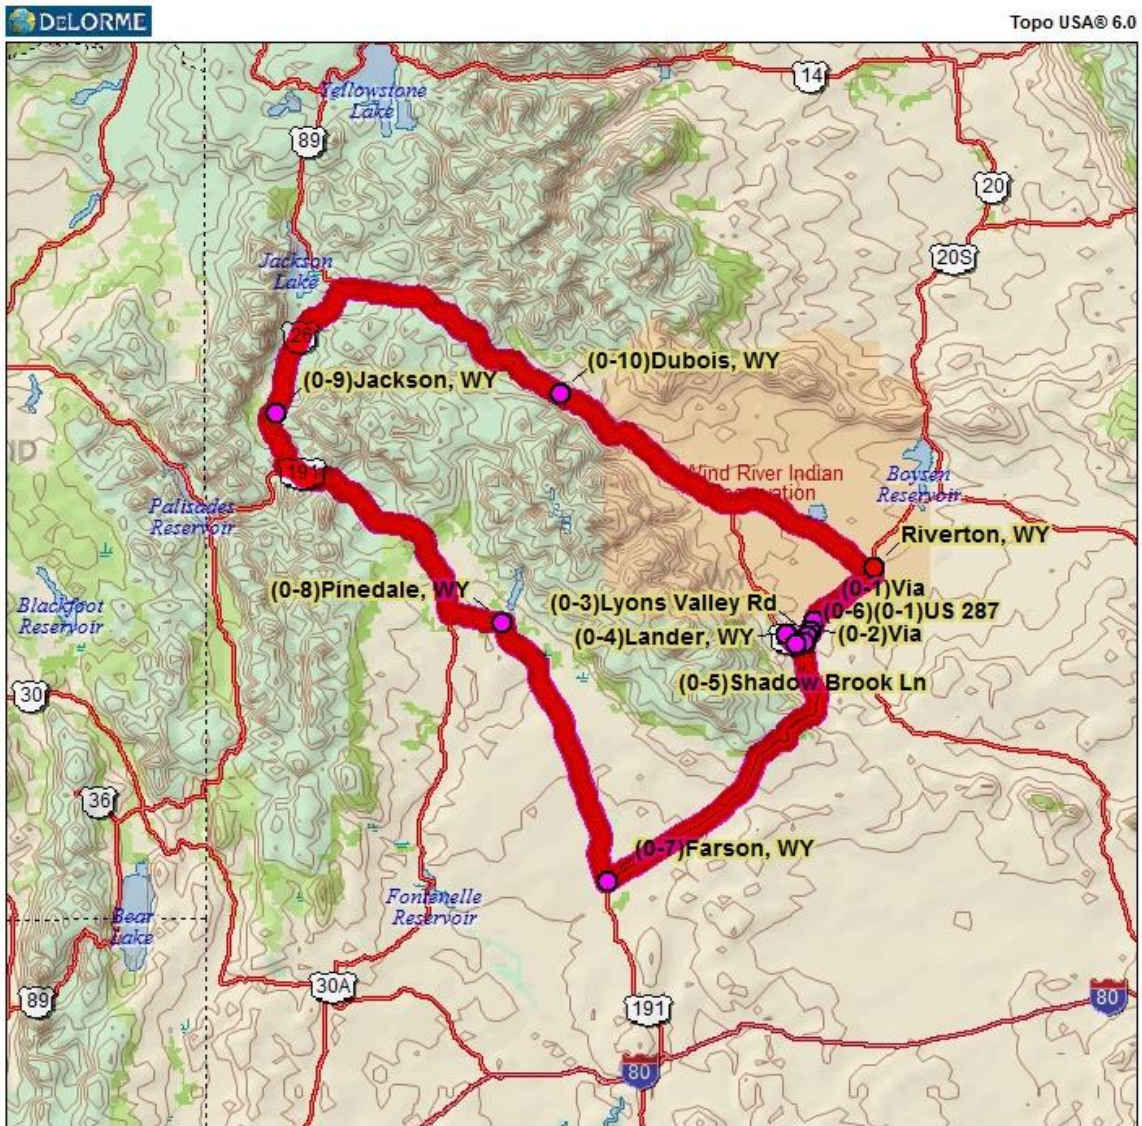 DELORME
Topo USA® 6.0
14
Yellowstone
Lake
89
20
20S
Jackson
Lake
26
(0-10)Dubois, WY
(0-9)Jackson, WY
ID
191
Wind River Indian
Reservation
Boysen
Reservoir
Palisades
Reservoir
Riverton, WY
WY
(0-1)Via
(0-8)Pinedale, WY
(0-3)Lyons Valley Rd
(0-6)(0-1)US 287
Blackfoot
Reservoir
(0-4)Lander, WY
(0-2)Via
(0-5)Shadow Brook Ln
30
36
(0-7)Farson, WY
Fontenelle
Reservoir
Bear
Lake
30A
89
191
80
80